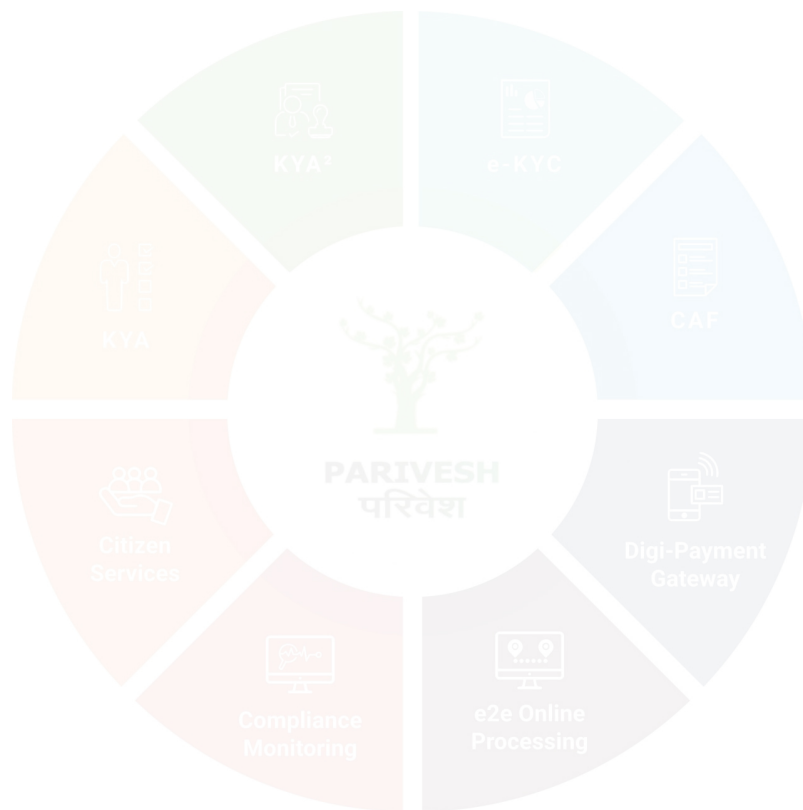 KYA²
e-KYC
KYA
CAF
PARIVESH
परिवेश
Citizen
Services
Digi-Payment
Gateway
Compliance
Monitoring
e2e Online
Processing